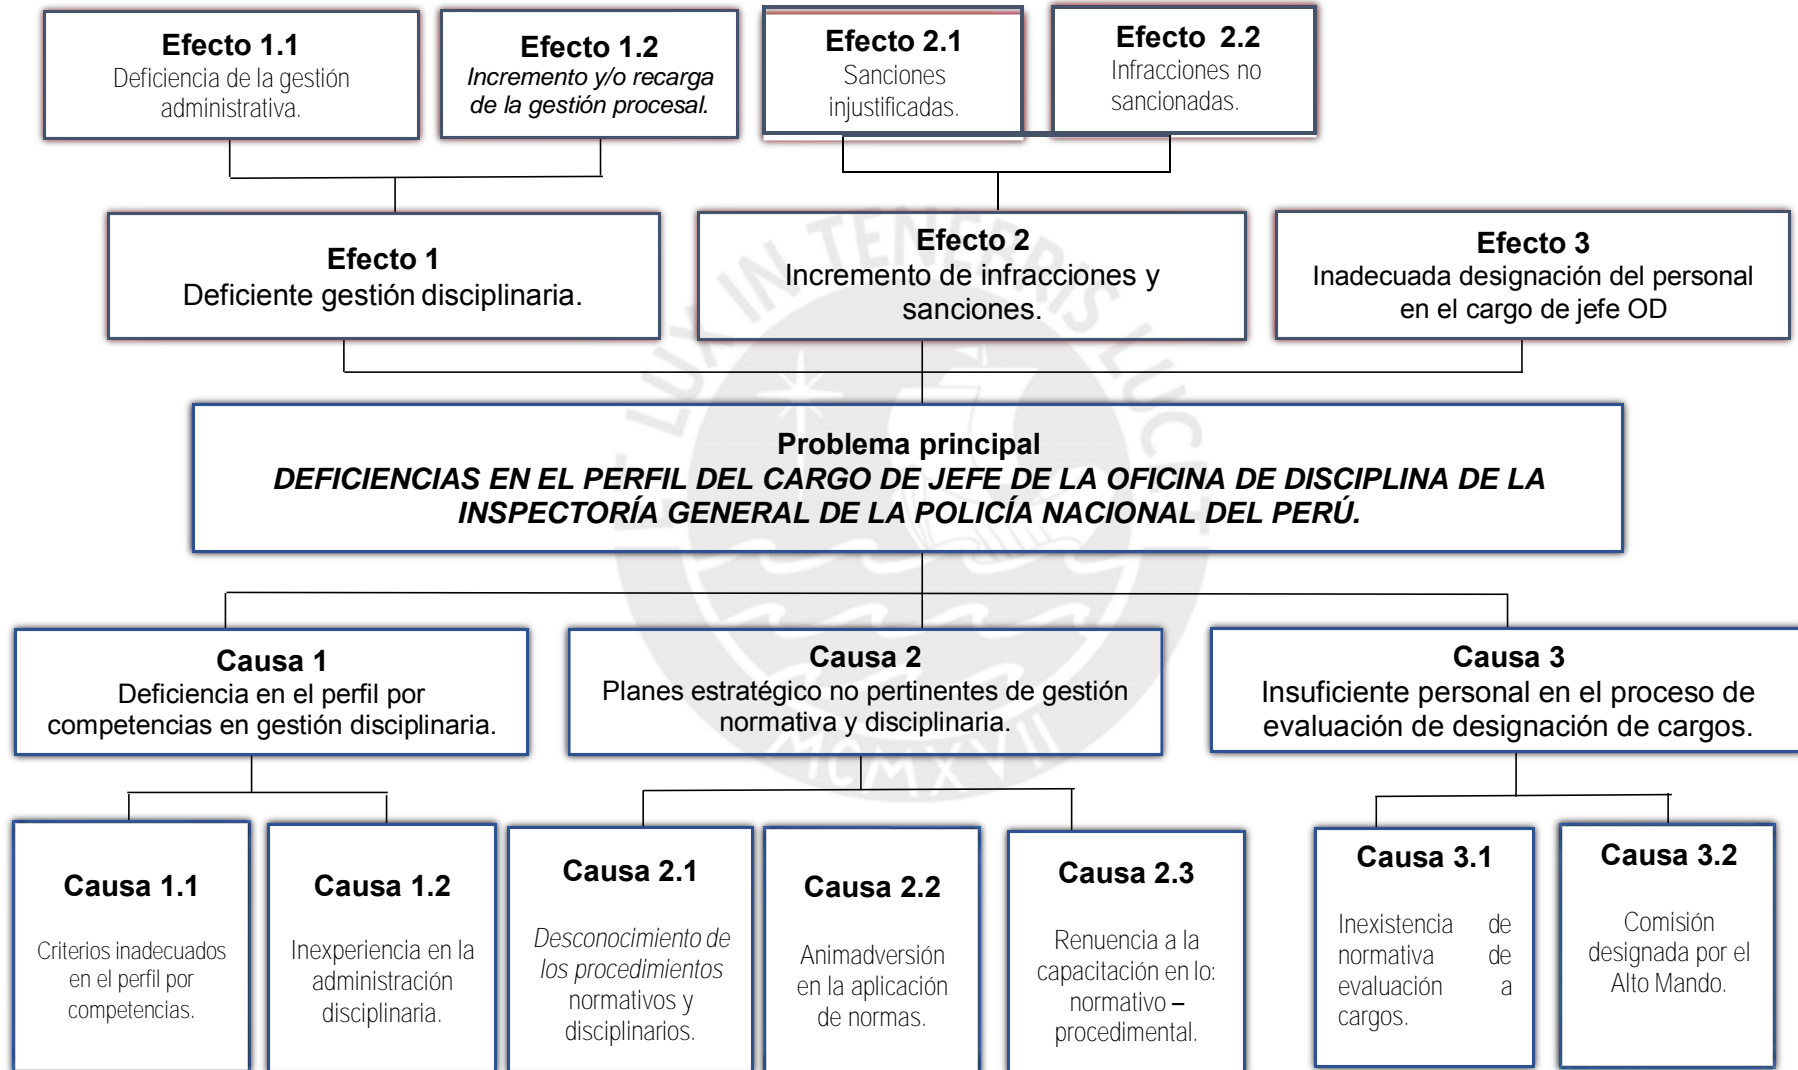 Efecto 1.1
Deficiencia de la gestión
administrativa.
Efecto 1.2
Incremento y/o recarga
de la gestión procesal.
Efecto 2.1
Sanciones
injustificadas.
Efecto 2.2
Infracciones no
sancionadas.
Efecto 1
Deficiente gestión disciplinaria.
Efecto 2
Incremento de infracciones y
sanciones.
Efecto 3
Inadecuada designación del personal
en el cargo de jefe OD
Problema principal
DEFICIENCIAS EN EL PERFIL DEL CARGO DE JEFE DE LA OFICINA DE DISCIPLINA DE LA
INSPECTORÍA GENERAL DE LA POLICÍA NACIONAL DEL PERÚ.
Causa 1
Deficiencia en el perfil por
competencias en gestión disciplinaria.
Causa 2
Planes estratégico no pertinentes de gestión
normativa y disciplinaria.
Causa 3
Insuficiente personal en el proceso de
evaluación de designación de cargos.
Causa 1.1
Criterios inadecuados
en el perfil por
competencias.
Causa 1.2
Inexperiencia en la
administración
disciplinaria.
Causa 2.1
Desconocimiento de
los procedimientos
normativos y
disciplinarios.
Causa 2.2
Animadversión
en la aplicación
de normas.
Causa 2.3
Renuencia a la
capacitación en lo:
normativo –
procedimental.
Causa 3.1
Inexistencia de
normativa de
evaluación a
cargos.
Causa 3.2
Comisión
designada por el
Alto Mando.
ET LUX IN TENEBRIS LUCET
MCMXVII